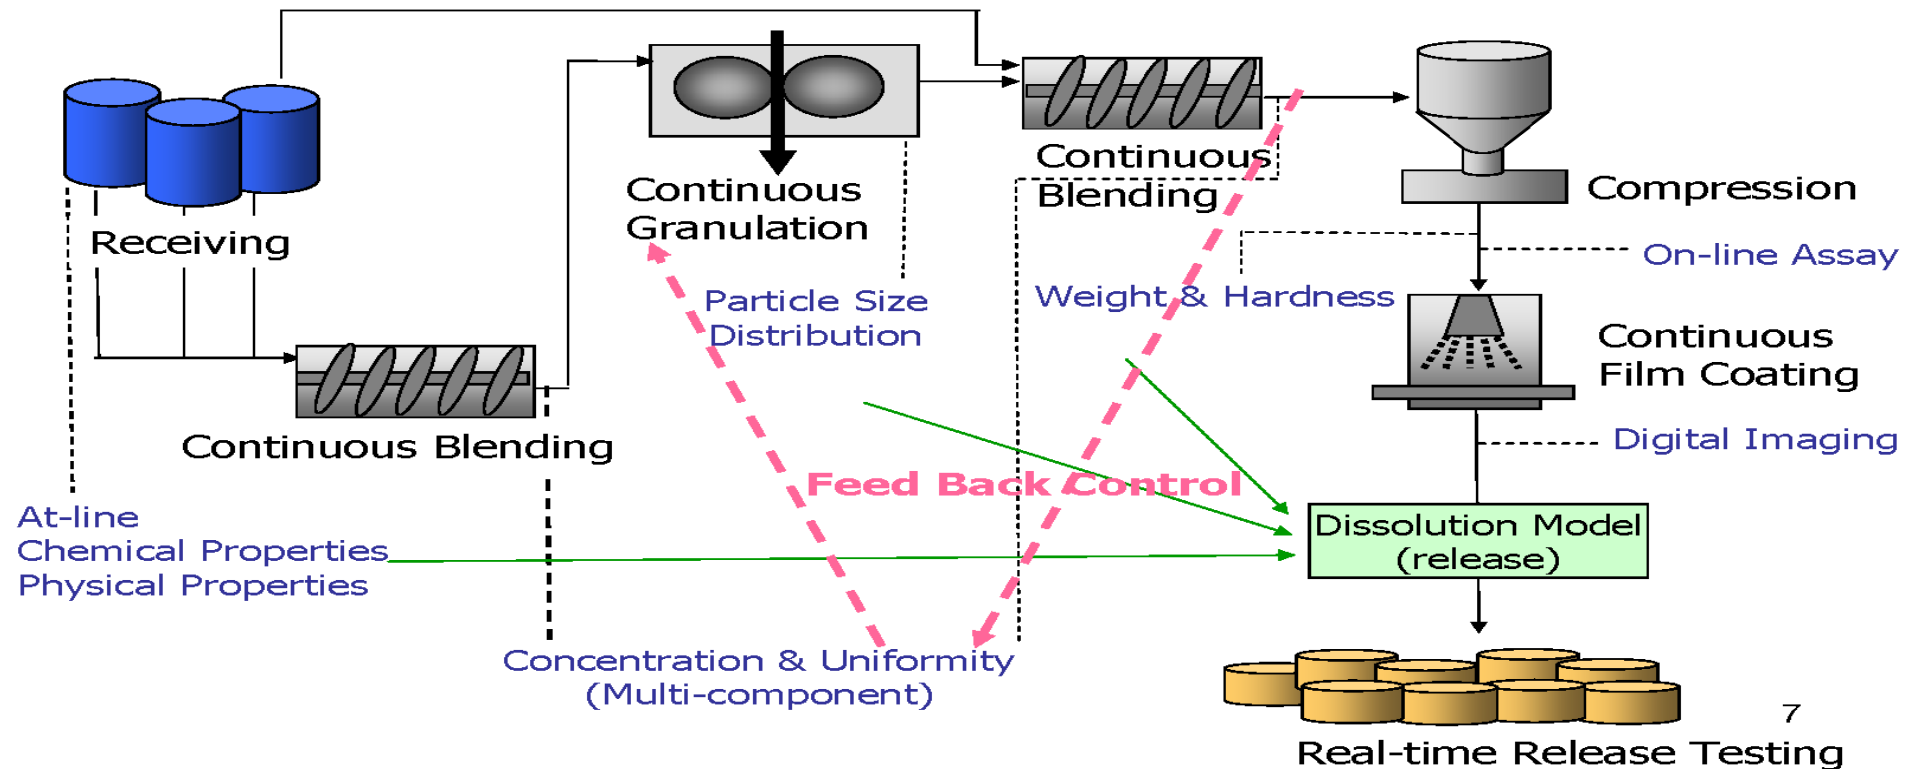 Receiving
Continuous Blending
At-line
Chemical Properties
Physical Properties
Continuous
Granulation
Particle Size
Distribution
Continuous
Blending
Weight & Hardness
Compression
On-line Assay
Continuous
Film Coating
Digital Imaging
Feed Back Control
Dissolution Model
(release)
Concentration & Uniformity
(Multi-component)
7
Real-time Release Testing